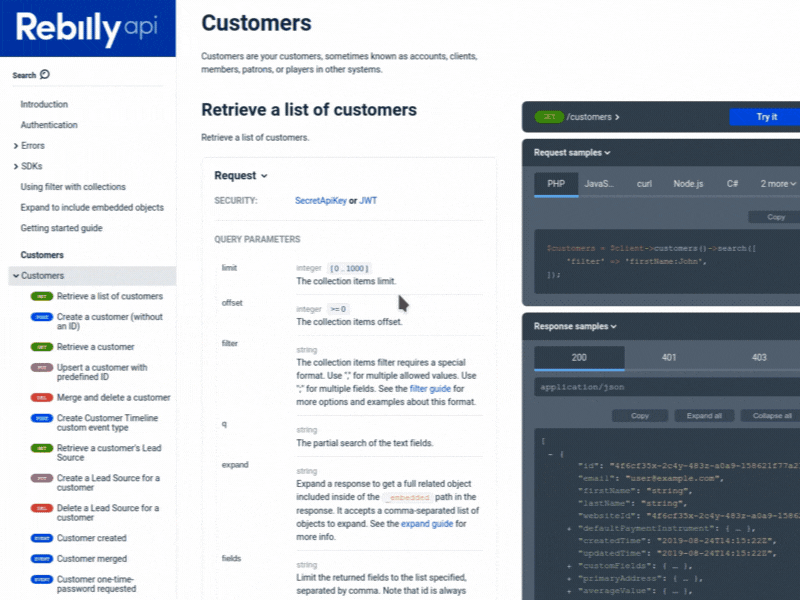 Rebilly api
Search
Introduction
Authentication
Errors
SDKs
Using filter with collections
Expand to include embedded objects
Getting started guide
Customers
Customers
GET Retrieve a list of customers
POST Create a customer (without
an ID)
GET Retrieve a customer
PUT Upsert a customer with
predefined ID
DEL Merge and delete a customer
POST Create Customer Timeline
custom event type
GET Retrieve a customer's Lead
Source
PUT Create a Lead Source for a
customer
DEL Delete a Lead Source for a
customer
EVENT Customer created
EVENT Customer merged
EVENT Customer one-time-
password requested
Customers
Customers are your customers, sometimes known as accounts, clients,
members, patrons, or players in other systems.
Retrieve a list of customers
Retrieve a list of customers.
Request
SECURITY: SecretApiKey or JWT
QUERY PARAMETERS
limit
integer [ 0 .. 1000 ]
The collection items limit.
offset
integer >= 0
The collection items offset.
filter
string
The collection items filter requires a special
format. Use "," for multiple allowed values. Use
";" for multiple fields. See the filter guide for
more options and examples about this format.
q
string
The partial search of the text fields.
expand
string
Expand a response to get a full related object
included inside of the _embedded path in the
response. It accepts a comma-separated list of
objects to expand. See the expand guide for
more info.
fields
string
Limit the returned fields to the list specified,
separated by comma. Note that id is always
GET /customers
Try it
Request samples
PHP JavaS... curl Node.js C# 2 more
Copy
$customers = $client->customers()->search([
'filter' => 'firstName:John',
]);
Response samples
200 401 403
application/json
Copy Expand all Collapse all
[
- {
"id": "4f6cf35x-2c4y-483z-a0a9-158621f77a2
"email": "user@example.com",
"firstName": "string",
"lastName": "string",
"websiteId": "4f6cf35x-2c4y-483z-a0a9-1586
+ "defaultPaymentInstrument": { … },
"createdTime": "2019-08-24T14:15:22Z",
"updatedTime": "2019-08-24T14:15:22Z",
+ "customFields": { … },
+ "primaryAddress": { … },
+ "averageValue": { … },